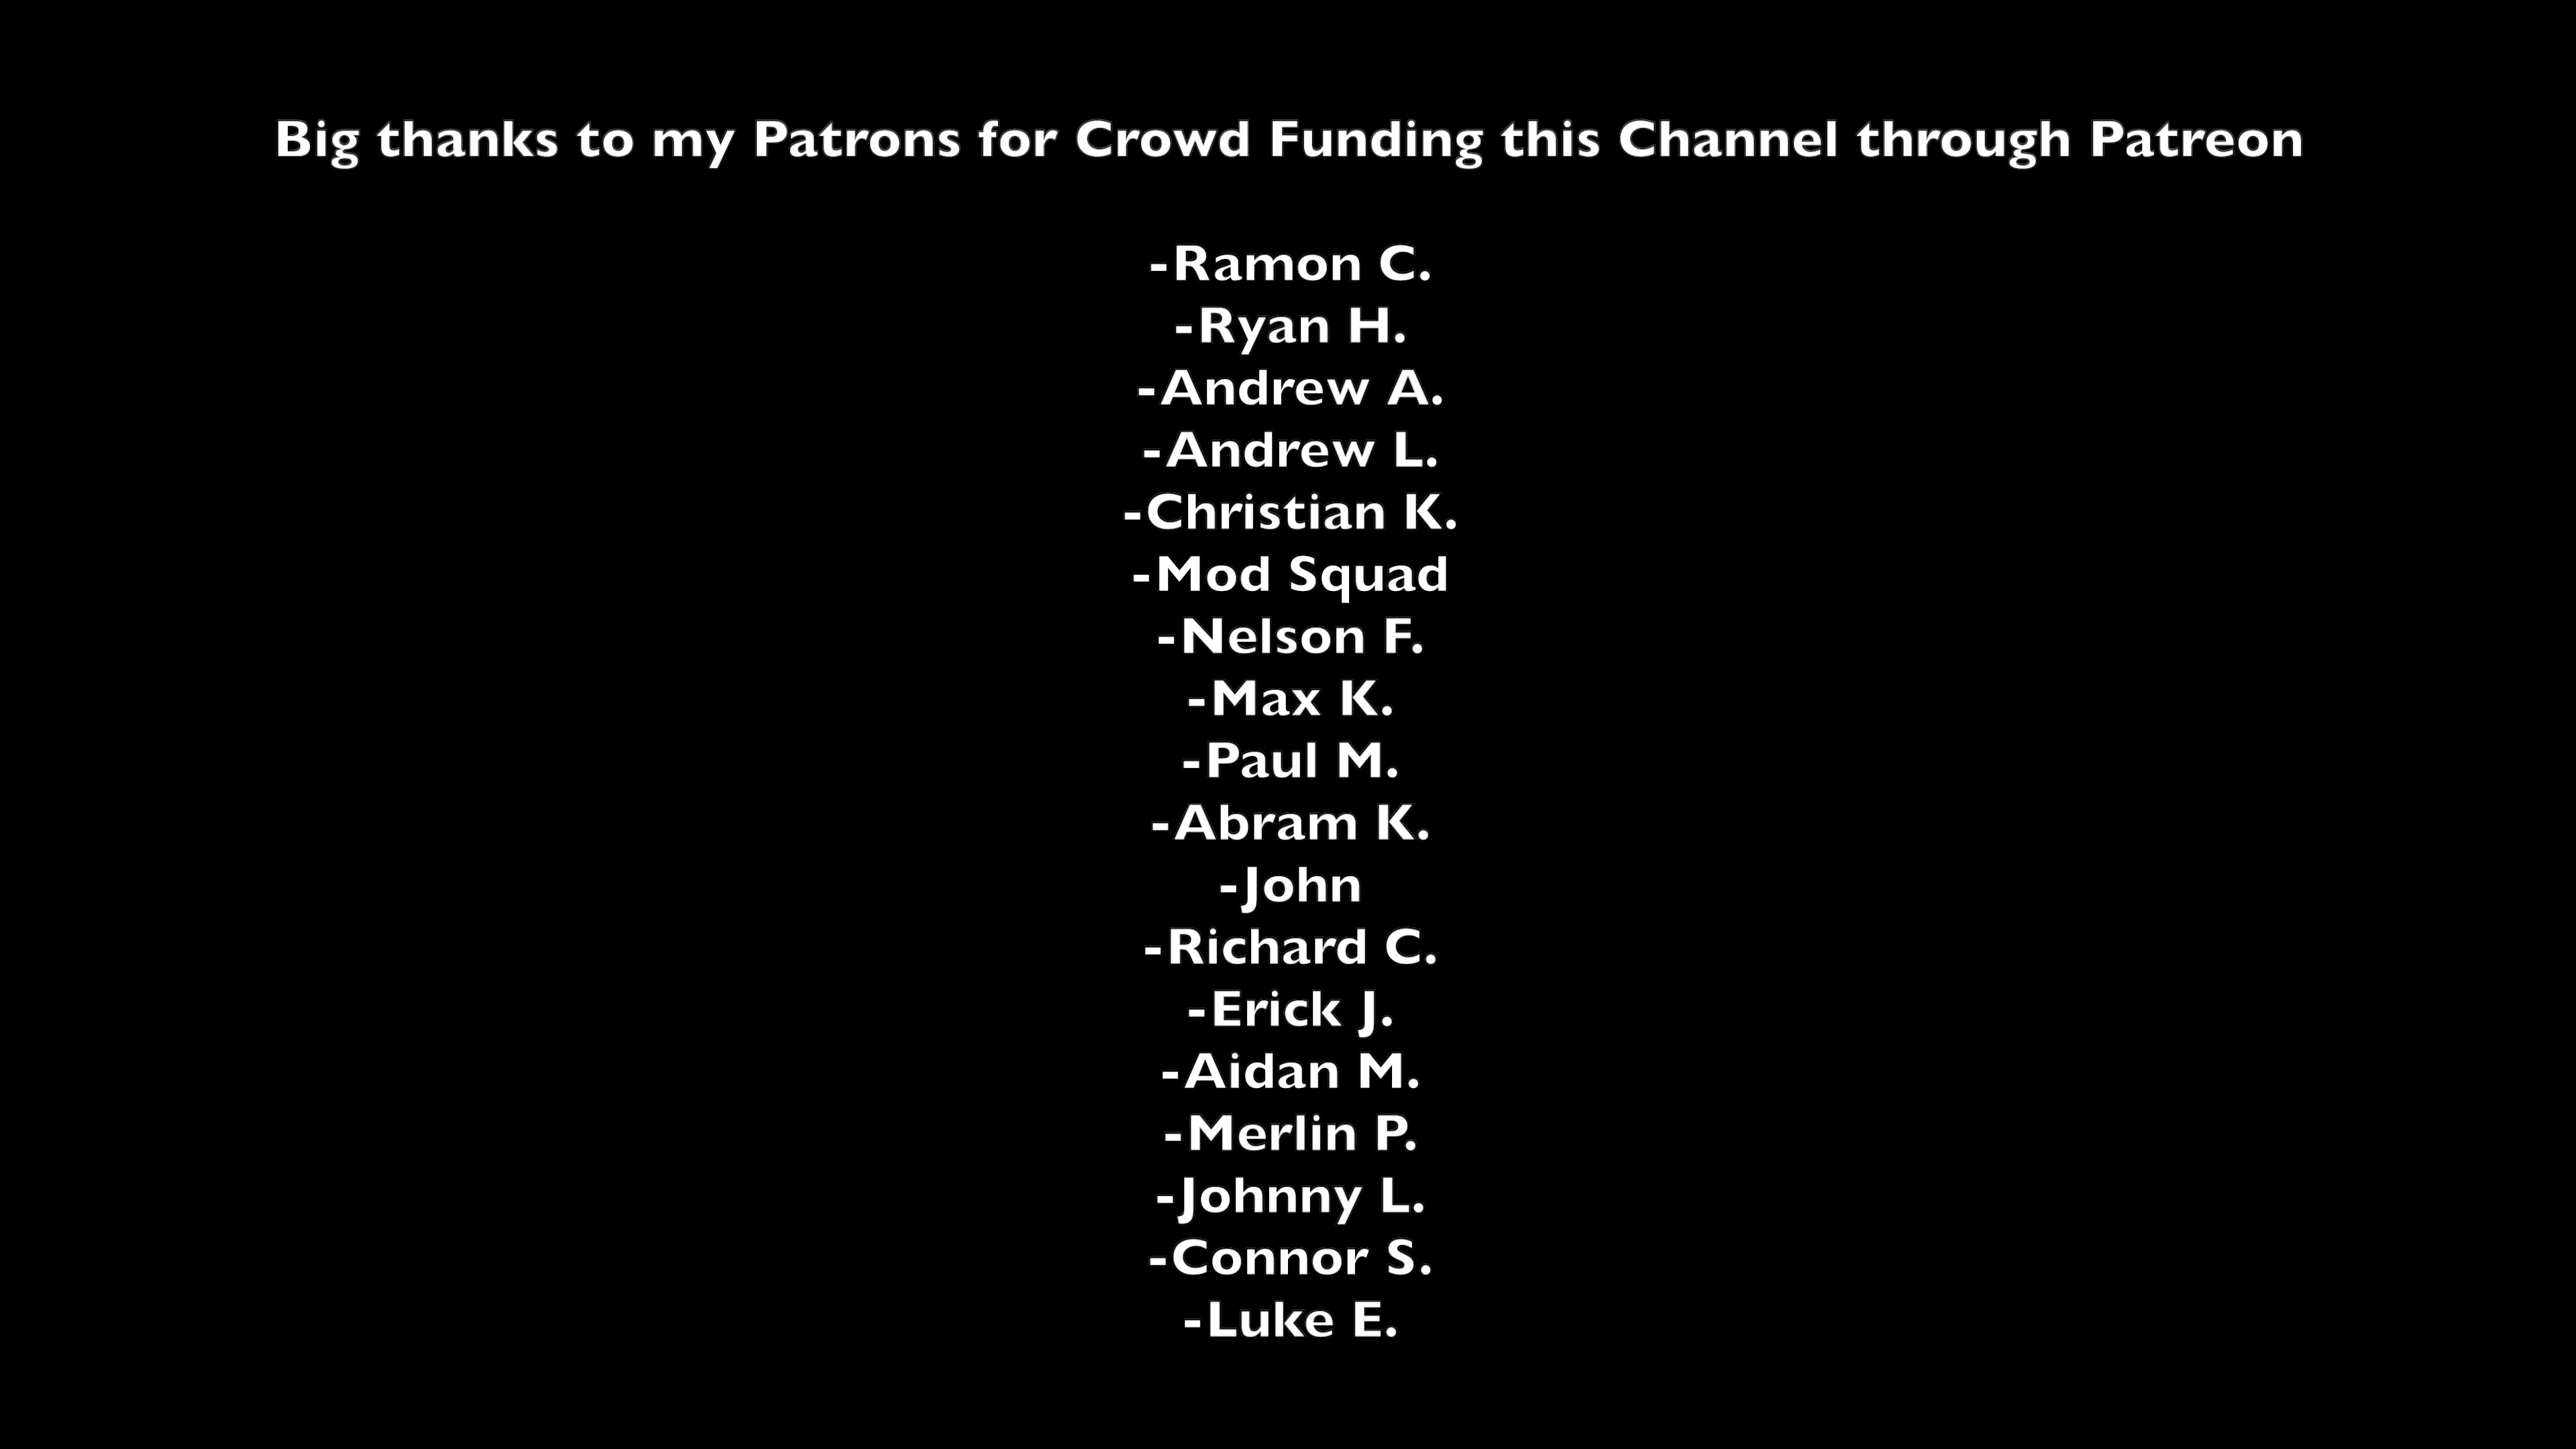 Big thanks to my Patrons for Crowd Funding this Channel through Patreon
-Ramon C.
-Ryan H.
-Andrew A.
-Andrew L.
-Christian K.
-Mod Squad
-Nelson F.
-Max K.
-Paul M.
-Abram K.
-John
-Richard C.
-Erick J.
-Aidan M.
-Merlin P.
-Johnny L.
-Connor S.
-Luke E.